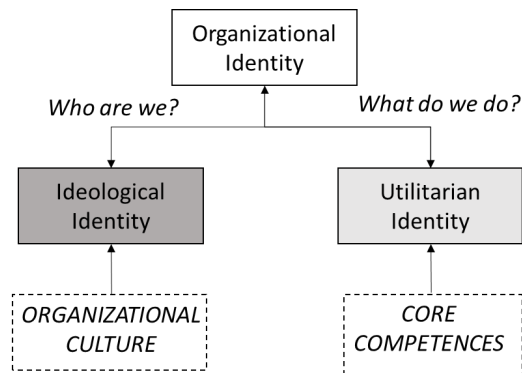 Organizational
Identity
Who are we?
What do we do?
Ideological
Identity
Utilitarian
Identity
ORGANIZATIONAL
CULTURE
CORE
COMPETENCES